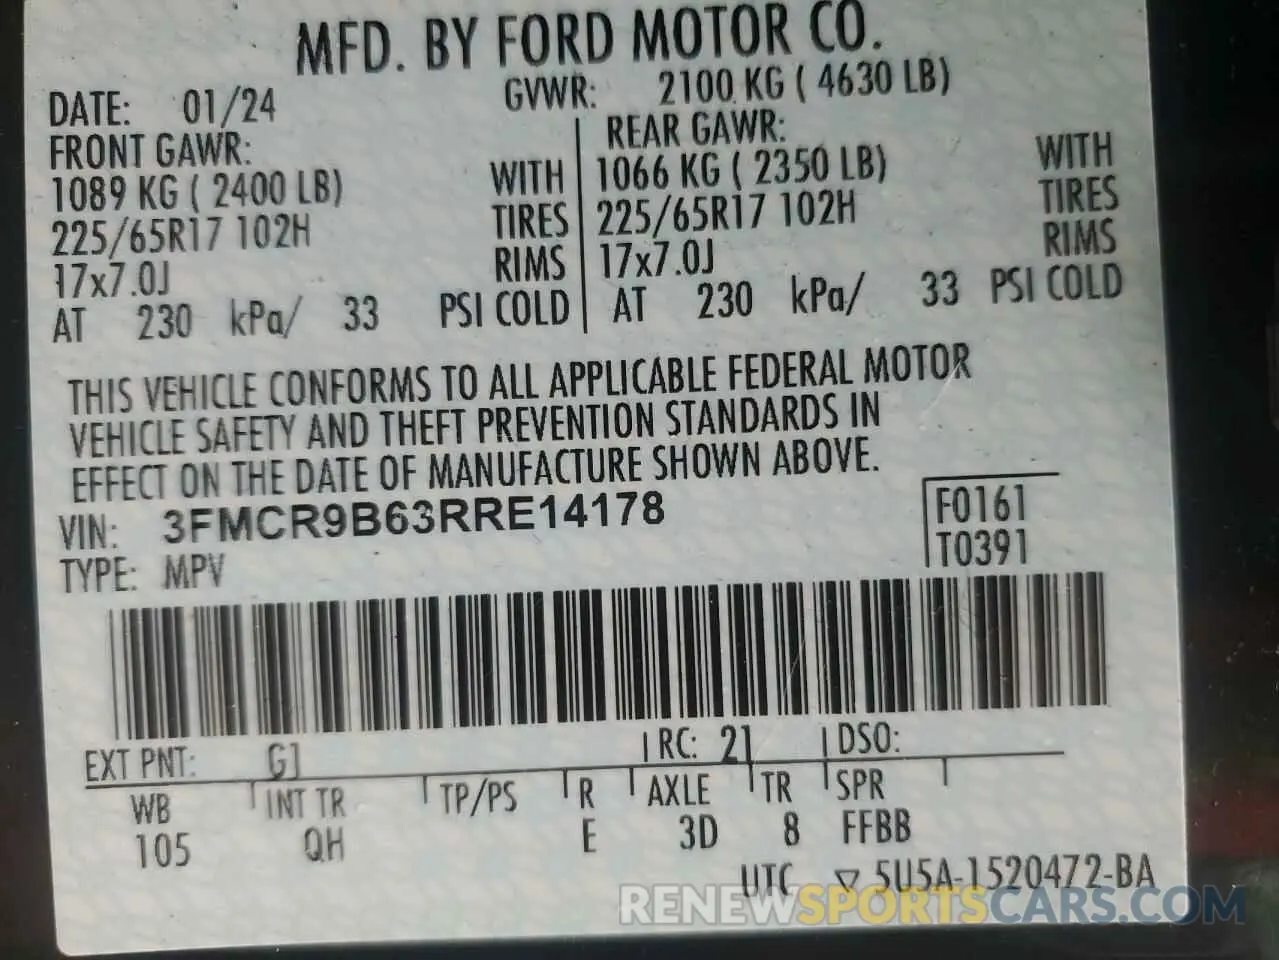 MFD. BY FORD MOTOR CO.
DATE: 01/24 GVWR: 2100 KG ( 4630 LB)
FRONT GAWR: REAR GAWR:
1089 KG ( 2400 LB) WITH 1066 KG ( 2350 LB) WITH
225/65R17 102H TIRES 225/65R17 102H TIRES
17x7.0J RIMS 17x7.0J RIMS
AT 230 kPa/ 33 PSI COLD AT 230 kPa/ 33 PSI COLD
THIS VEHICLE CONFORMS TO ALL APPLICABLE FEDERAL MOTOR
VEHICLE SAFETY AND THEFT PREVENTION STANDARDS IN
EFFECT ON THE DATE OF MANUFACTURE SHOWN ABOVE.
VIN: 3FMCR9B63RRE14178 F0161
TYPE: MPV T0391
EXT PNT: G1 RC: 21 DSO:
WB INT TR TP/PS R AXLE TR SPR
105 QH E 3D 8 FFBB
UTC ▽ 5U5A-1520472-BA
RENEWSPORTSCARS.COM